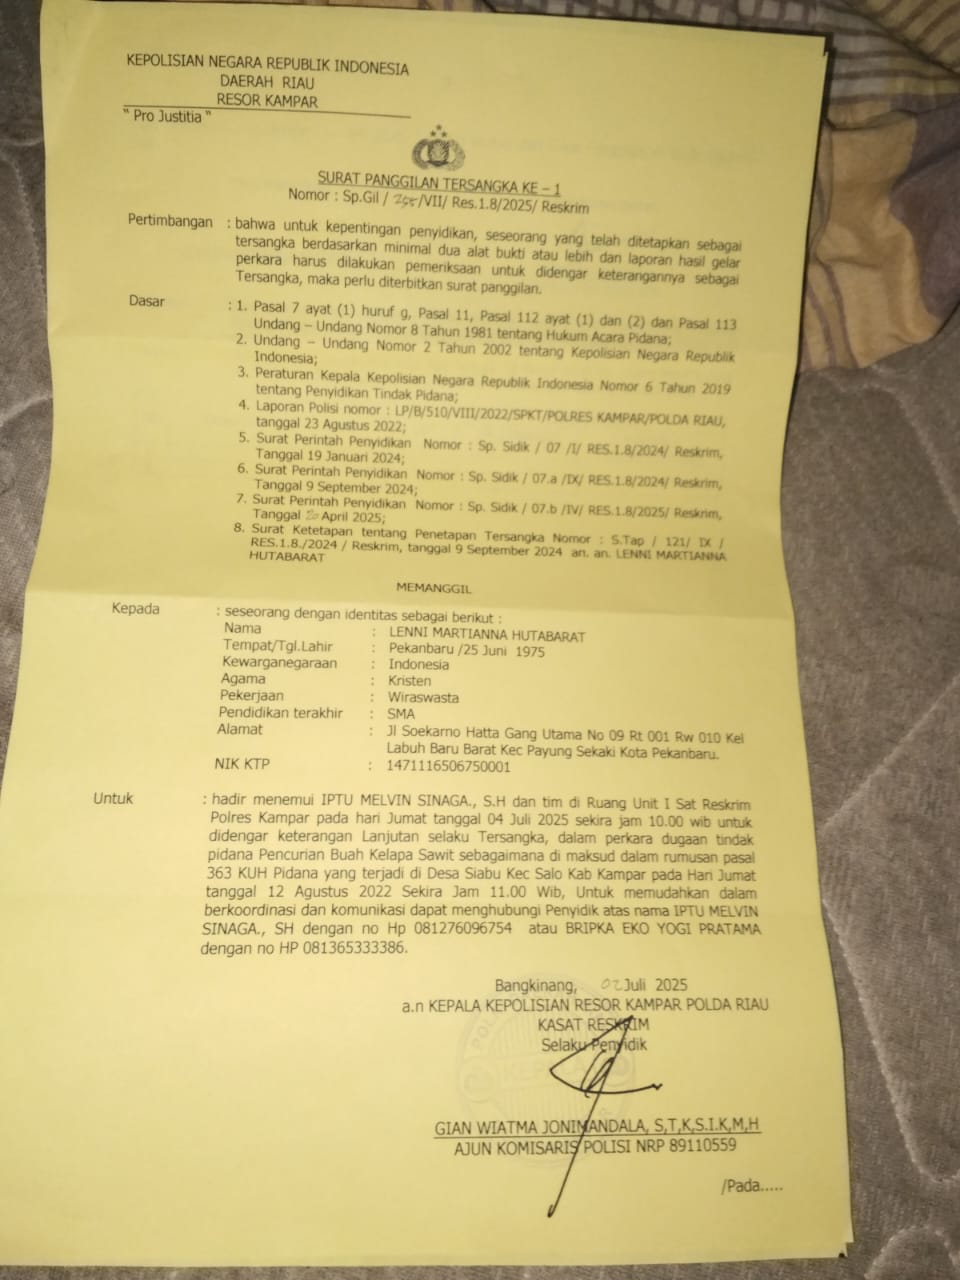 KEPOLISIAN NEGARA REPUBLIK INDONESIA
DAERAH RIAU
RESOR KAMPAR
" Pro Justitia "
SURAT PANGGILAN TERSANGKA KE – 1
Nomor : Sp.Gil / /VII/ Res.1.8/2025/ Reskrim
Pertimbangan : bahwa untuk kepentingan penyidikan, seseorang yang telah ditetapkan sebagai
tersangka berdasarkan minimal dua alat bukti atau lebih dan laporan hasil gelar
perkara harus dilakukan pemeriksaan untuk didengar keterangannya sebagai
Tersangka, maka perlu diterbitkan surat panggilan.
Dasar : 1. Pasal 7 ayat (1) huruf g, Pasal 11, Pasal 112 ayat (1) dan (2) dan Pasal 113
Undang – Undang Nomor 8 Tahun 1981 tentang Hukum Acara Pidana;
2. Undang – Undang Nomor 2 Tahun 2002 tentang Kepolisian Negara Republik
Indonesia;
3. Peraturan Kepala Kepolisian Negara Republik Indonesia Nomor 6 Tahun 2019
tentang Penyidikan Tindak Pidana;
4. Laporan Polisi nomor : LP/B/510/VIII/2022/SPKT/POLRES KAMPAR/POLDA RIAU,
tanggal 23 Agustus 2022;
5. Surat Perintah Penyidikan Nomor : Sp. Sidik / 07 /I/ RES.1.8/2024/ Reskrim,
Tanggal 19 Januari 2024;
6. Surat Perintah Penyidikan Nomor : Sp. Sidik / 07.a /IX/ RES.1.8/2024/ Reskrim,
Tanggal 9 September 2024;
7. Surat Perintah Penyidikan Nomor : Sp. Sidik / 07.b /IV/ RES.1.8/2025/ Reskrim,
Tanggal 20 April 2025;
8. Surat Ketetapan tentang Penetapan Tersangka Nomor : S.Tap / 121/ IX /
RES.1.8./2024 / Reskrim, tanggal 9 September 2024 an. an. LENNI MARTIANNA
HUTABARAT
MEMANGGIL
Kepada : seseorang dengan identitas sebagai berikut :
Nama : LENNI MARTIANNA HUTABARAT
Tempat/Tgl.Lahir : Pekanbaru /25 Juni 1975
Kewarganegaraan : Indonesia
Agama : Kristen
Pekerjaan : Wiraswasta
Pendidikan terakhir : SMA
Alamat : Jl Soekarno Hatta Gang Utama No 09 Rt 001 Rw 010 Kel
Labuh Baru Barat Kec Payung Sekaki Kota Pekanbaru.
NIK KTP : 1471116506750001
Untuk : hadir menemui IPTU MELVIN SINAGA., S.H dan tim di Ruang Unit I Sat Reskrim
Polres Kampar pada hari Jumat tanggal 04 Juli 2025 sekira jam 10.00 wib untuk
didengar keterangan Lanjutan selaku Tersangka, dalam perkara dugaan tindak
pidana Pencurian Buah Kelapa Sawit sebagaimana di maksud dalam rumusan pasal
363 KUH Pidana yang terjadi di Desa Siabu Kec Salo Kab Kampar pada Hari Jumat
tanggal 12 Agustus 2022 Sekira Jam 11.00 Wib, Untuk memudahkan dalam
berkoordinasi dan komunikasi dapat menghubungi Penyidik atas nama IPTU MELVIN
SINAGA., SH dengan no Hp 081276096754 atau BRIPKA EKO YOGI PRATAMA
dengan no HP 081365333386.
Bangkinang, 02 Juli 2025
a.n KEPALA KEPOLISIAN RESOR KAMPAR POLDA RIAU
KASAT RESKRIM
Selaku Penyidik
GIAN WIATMA JONIMANDALA, S,T,K,S.I.K,M,H
AJUN KOMISARIS POLISI NRP 89110559
/Pada.....